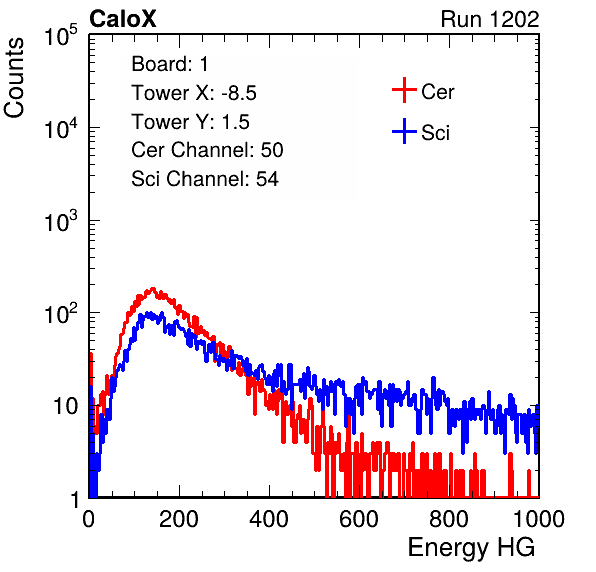 CaloX Run 1202
Counts
Board: 1
Tower X: -8.5
Tower Y: 1.5
Cer Channel: 50
Sci Channel: 54
Cer
Sci
10^5
10^4
10^3
10^2
10
1
0 200 400 600 800 1000
Energy HG